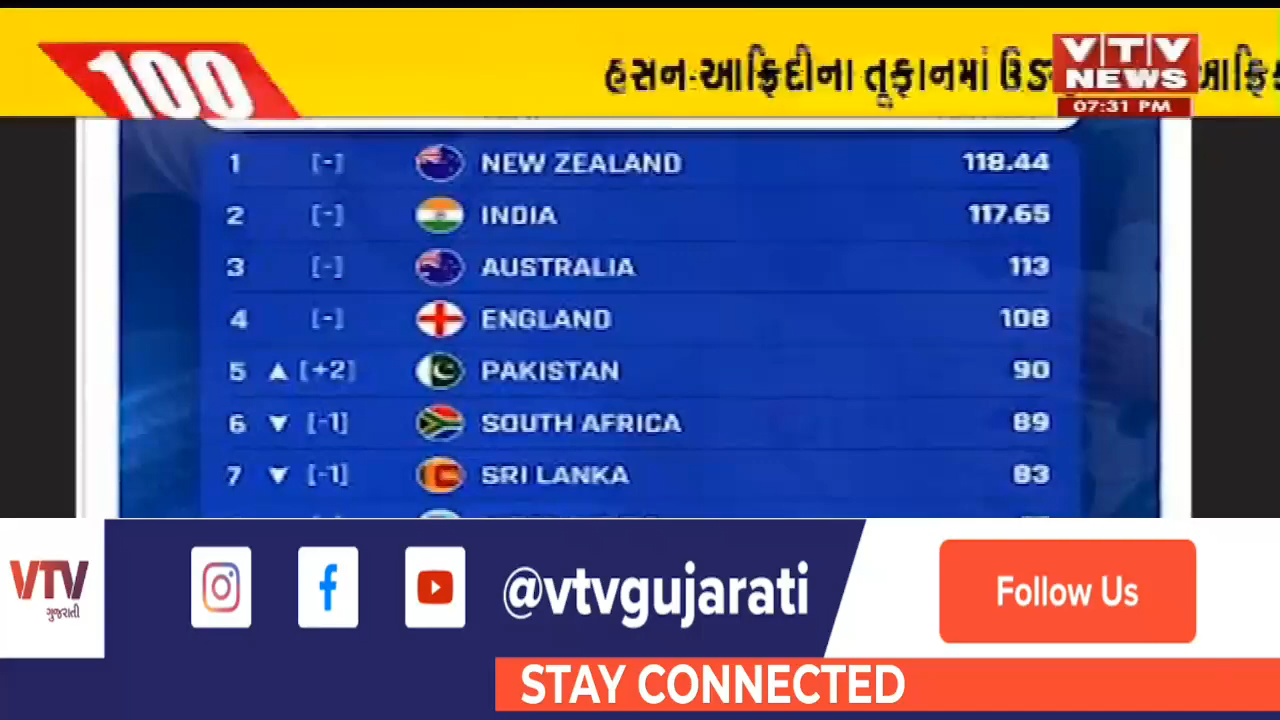 100
હસન-આફ્રિદીના તૂફાનમાં
VTV NEWS
07:31 PM
1 [-] NEW ZEALAND 118.44
2 [-] INDIA 117.65
3 [-] AUSTRALIA 113
4 [-] ENGLAND 108
5 ▲ [+2] PAKISTAN 90
6 ▼ [-1] SOUTH AFRICA 89
7 ▼ [-1] SRI LANKA 83
VTV
ગુજરાતી
@vtvgujarati
Follow Us
STAY CONNECTED